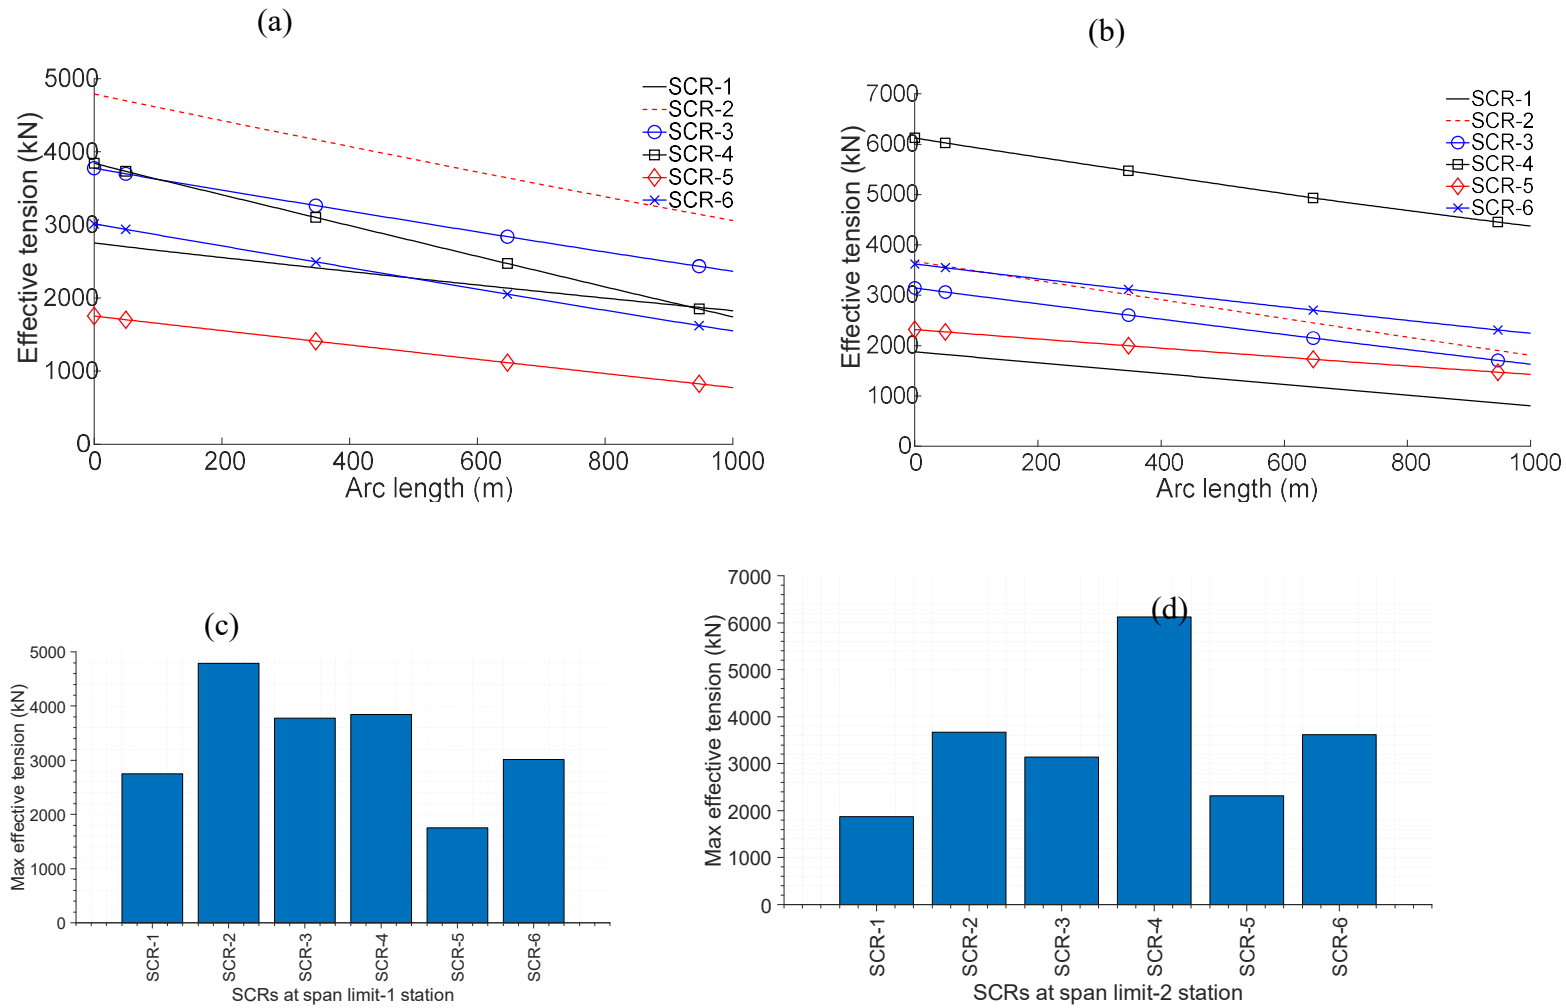 (a)
5000
4000
3000
2000
1000
0
Effective tension (kN)
SCR-1
SCR-2
SCR-3
SCR-4
SCR-5
SCR-6
0 200 400 600 800 1000
Arc length (m)
(b)
7000
6000
5000
4000
3000
2000
1000
0
Effective tension (kN)
SCR-1
SCR-2
SCR-3
SCR-4
SCR-5
SCR-6
0 200 400 600 800 1000
Arc length (m)
(c)
5000
4000
3000
2000
1000
0
Max effective tension (kN)
SCR-1
SCR-2
SCR-3
SCR-4
SCR-5
SCR-6
SCRs at span limit-1 station
(d)
7000
6000
5000
4000
3000
2000
1000
0
Max effective tension (kN)
SCR-1
SCR-2
SCR-3
SCR-4
SCR-5
SCR-6
SCRs at span limit-2 station